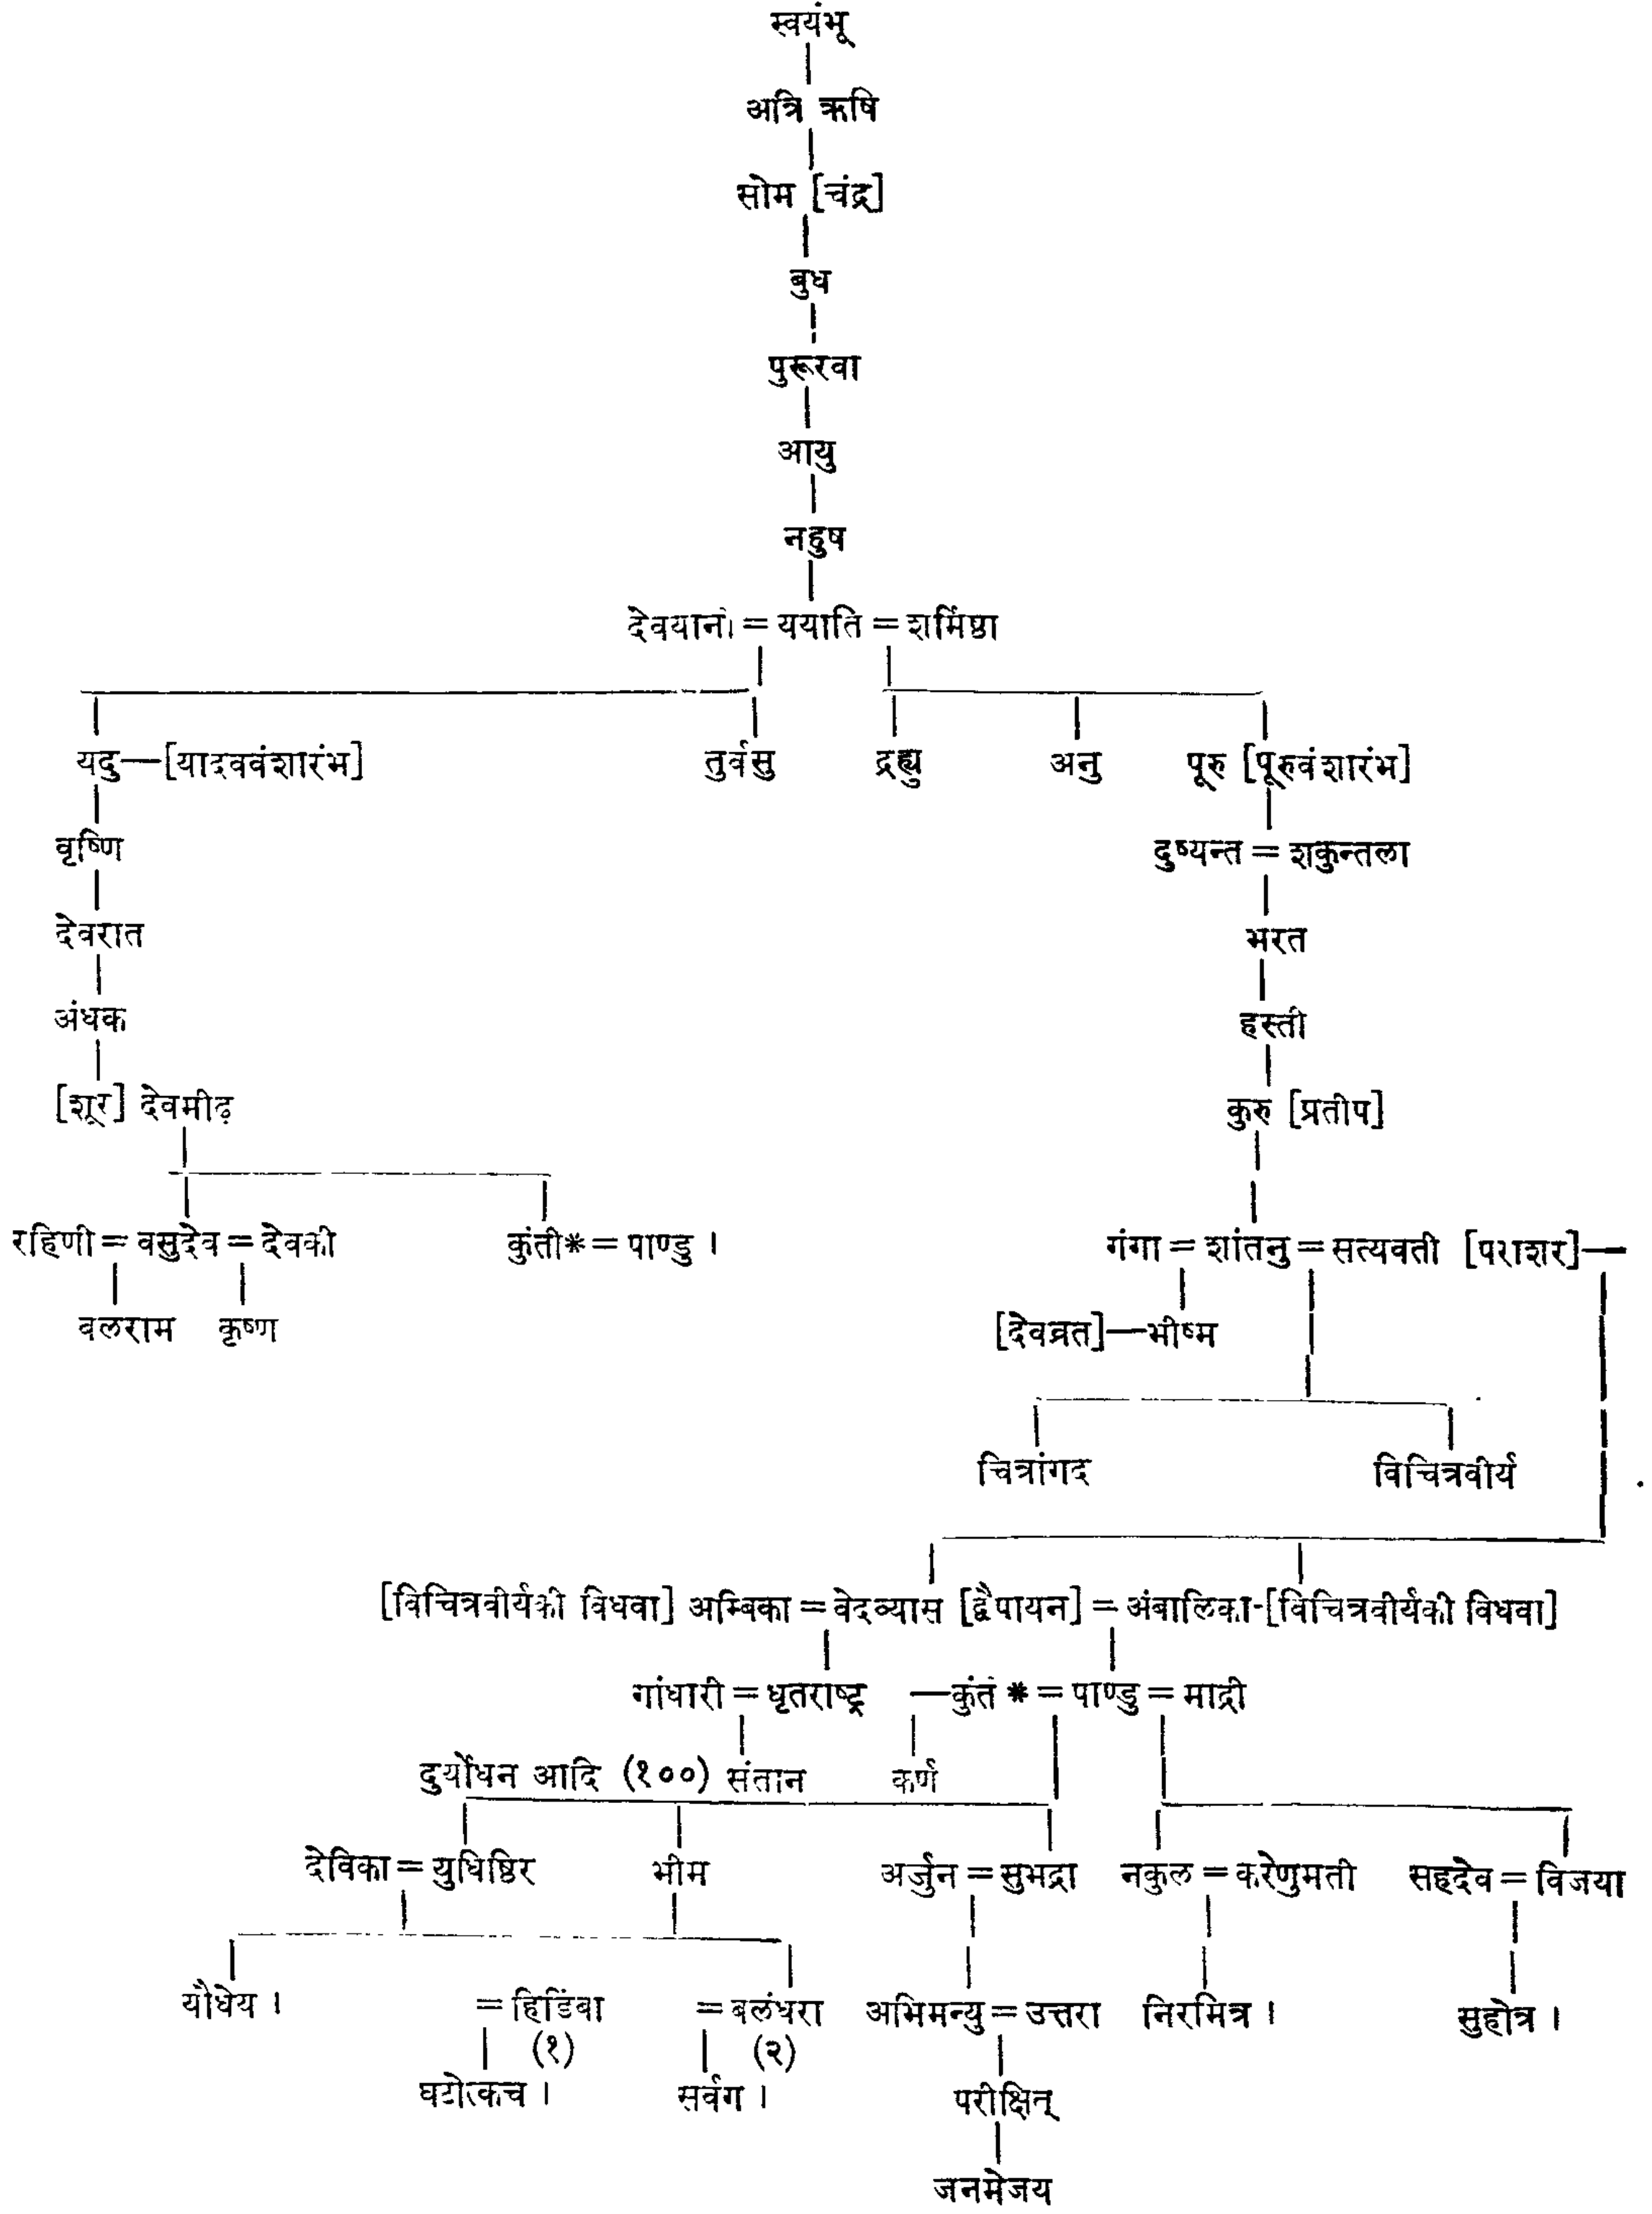 स्वयंभू
अत्रि ऋषि
सोम [चंद्र]
बुध
पुरूरवा
आयु
नहुष
देवयानी = ययाति = शर्मिष्ठा
यदु—[यादववंशारंभ] तुर्वसु द्रह्यु अनु पूरु [पूरुवंशारंभ]
वृष्णि दुष्यन्त = शकुन्तला
देवरात भरत
अंधक हस्ती
[शूर] देवमीढ़ कुरु [प्रतीप]
रहिणी = वसुदेव = देवकी कुंती* = पाण्डु । गंगा = शांतनु = सत्यवती [पराशर]—
बलराम कृष्ण [देवव्रत]—भीष्म
चित्रांगद विचित्रवीर्य
[विचित्रवीर्यकी विधवा] अम्बिका = वेदव्यास [द्वैपायन] = अंबालिका-[विचित्रवीर्यकी विधवा]
गांधारी = धृतराष्ट्र —कुंत * = पाण्डु = माद्री
दुर्योधन आदि (१००) संतान कर्ण
देविका = युधिष्ठिर भीम अर्जुन = सुभद्रा नकुल = करेणुमती सहदेव = विजया
यौधेय । = हिडिंबा = बलंधरा अभिमन्यु = उत्तरा निरमित्र । सुहोत्र ।
(१) (२)
घटोत्कच । सर्वग । परीक्षित्
जनमेजय